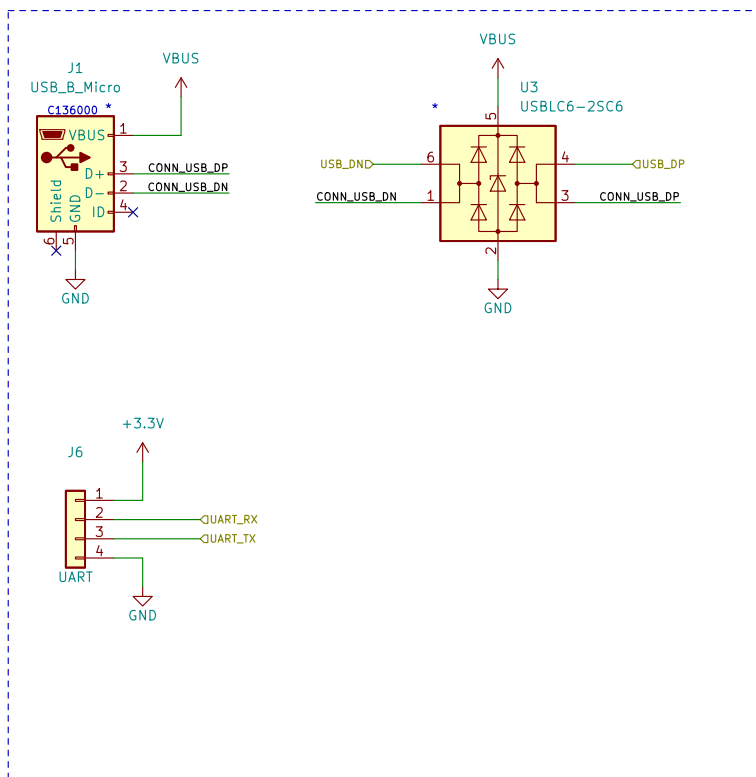 J1
USB_B_Micro
C136000 *
VBUS
VBUS 1
D+ 3 CONN_USB_DP
D- 2 CONN_USB_DN
ID 4
Shield
GND
6
5
GND
VBUS
U3
USBLC6-2SC6
*
5
USB_DN 6
4 USB_DP
CONN_USB_DN 1
3 CONN_USB_DP
2
GND
+3.3V
J6
1
2 UART_RX
3 UART_TX
4
UART
GND